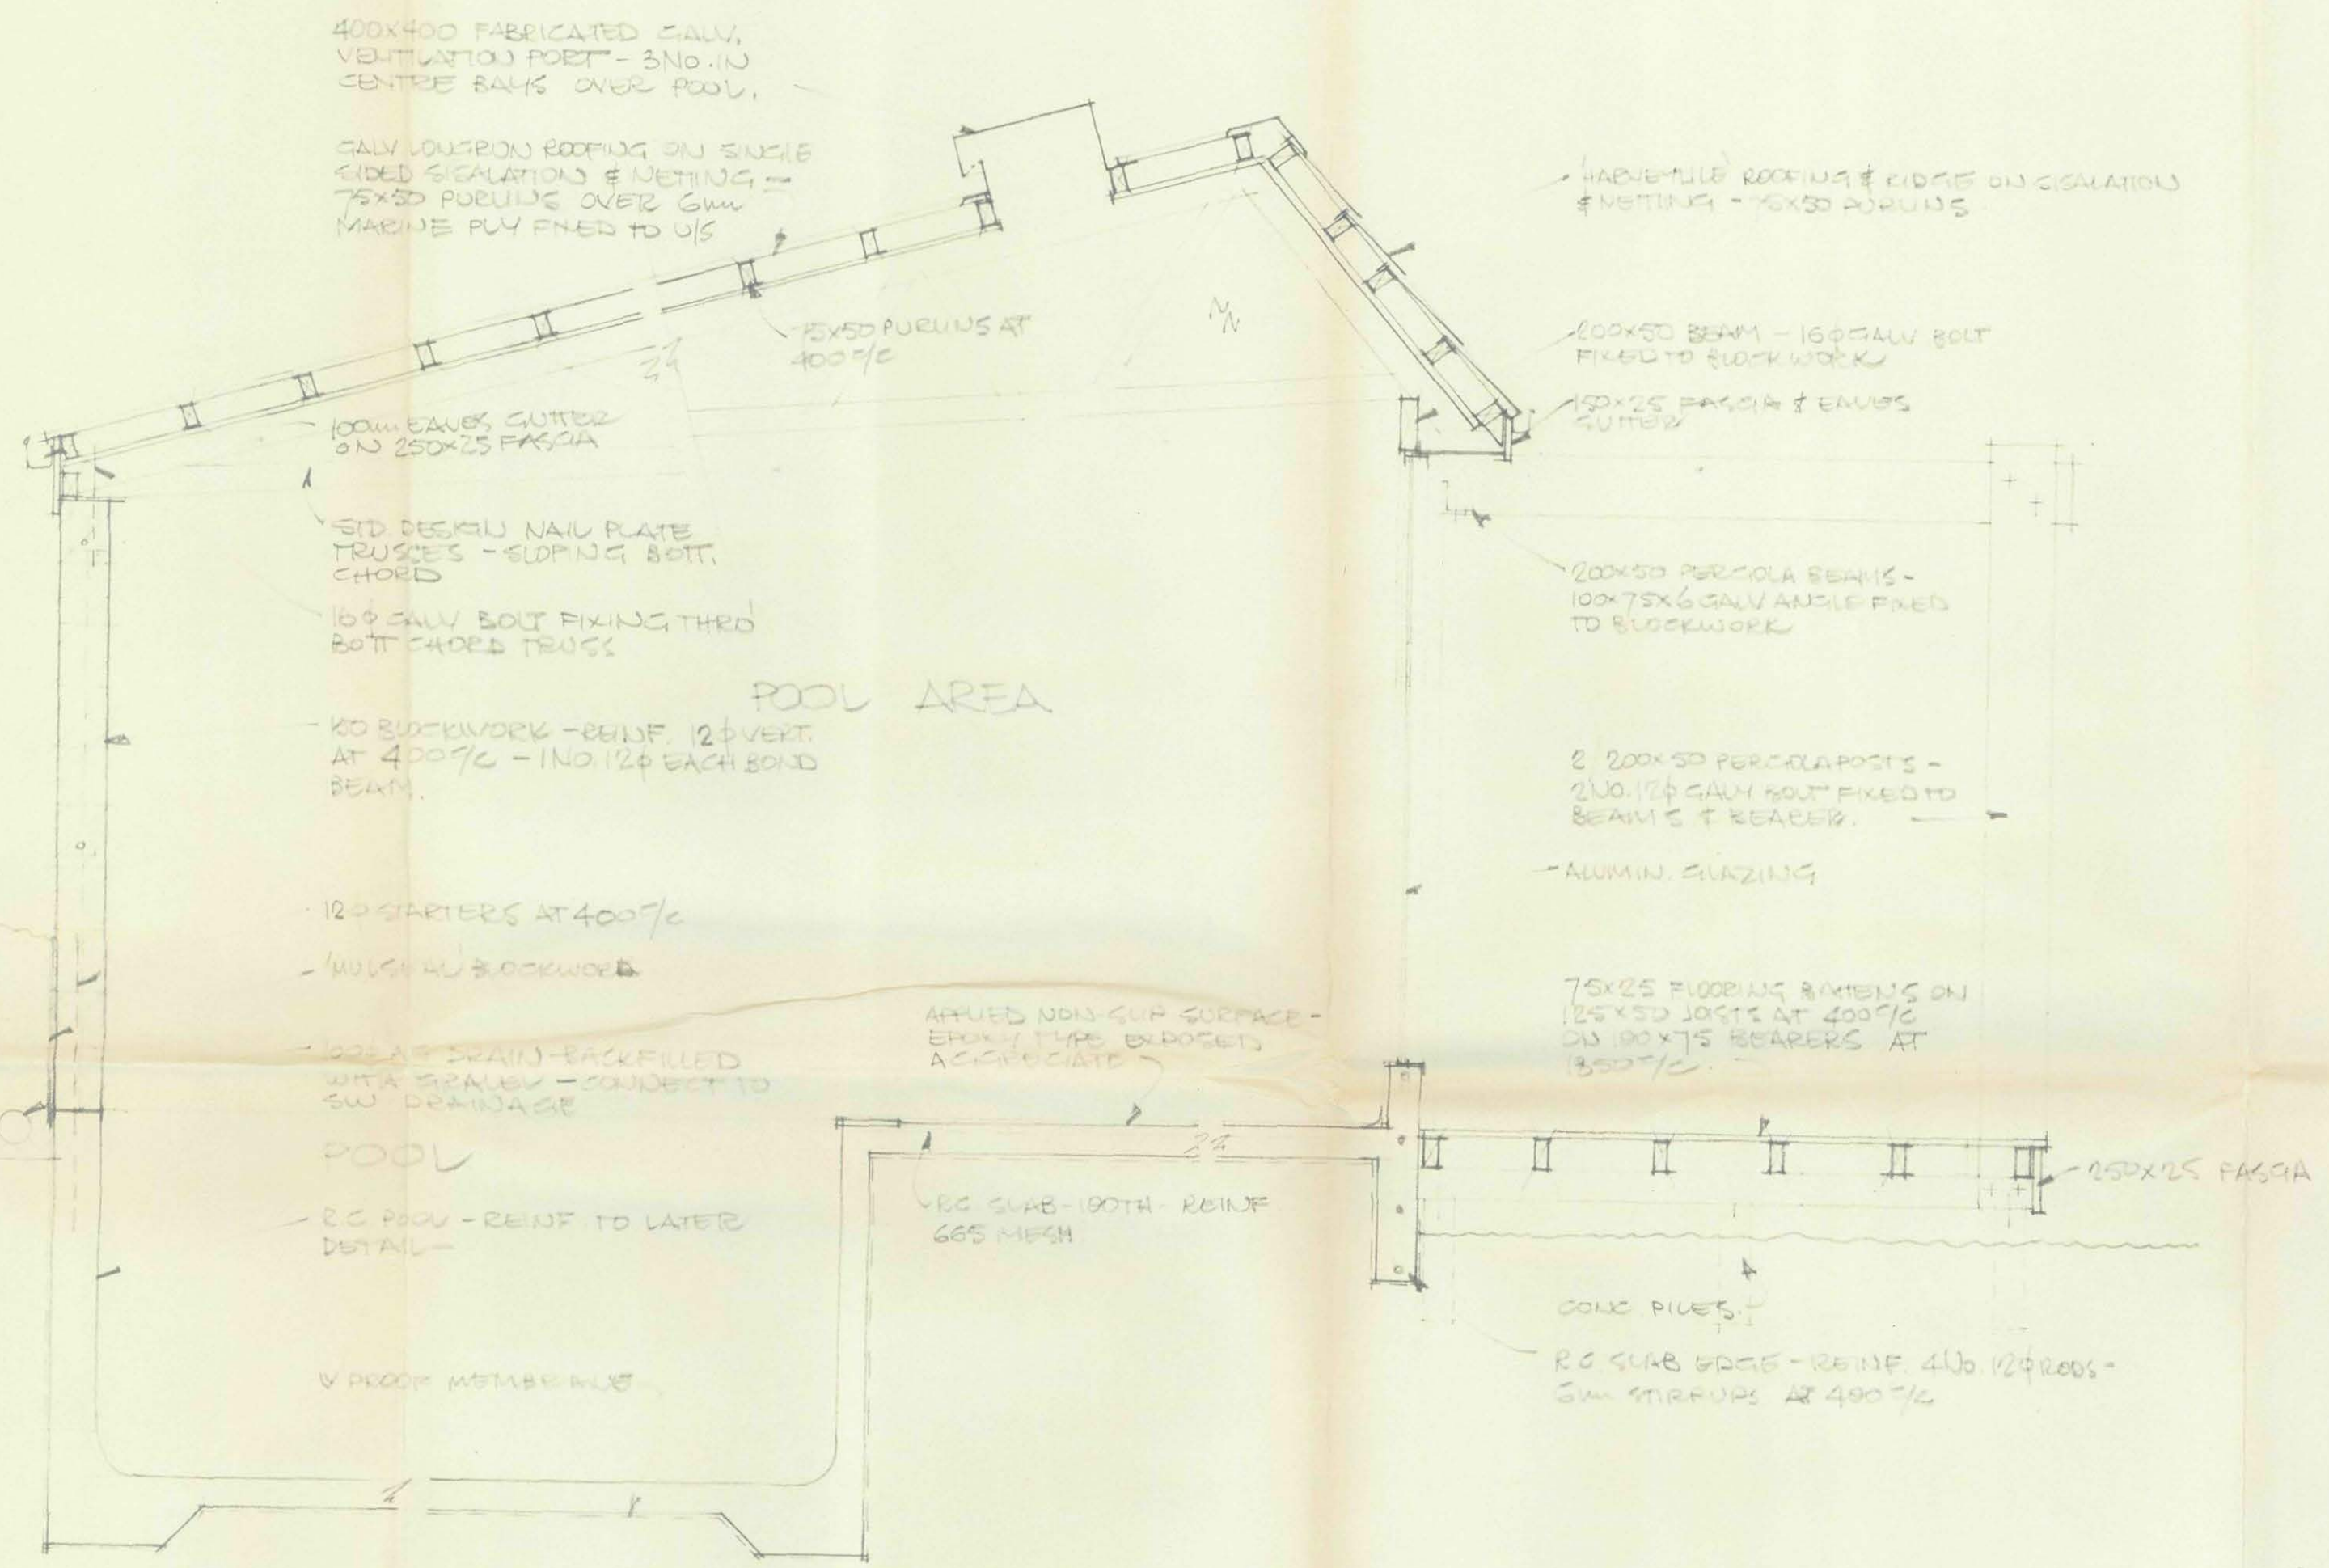 400X400 FABRICATED GALV.
VENTILATION PORT - 3NO. IN
CENTRE BAYS OVER POOL.
GALV LONGRUN ROOFING ON SINGLE
SIDED SISALATION & NETTING -
75X50 PURLINS OVER 6mm
MARINE PLY FIXED TO U/S
75X50 PURLINS AT
400 c/c
100mm EAVES GUTTER
ON 250X25 FASCIA
STD DESIGN NAIL PLATE
TRUSSES - SLOPING BOTT.
CHORD
16φ GALV BOLT FIXING THRO'
BOTT CHORD TRUSS
POOL AREA
150 BLOCKWORK - REINF. 12φ VERT.
AT 400 c/c - 1NO. 12φ EACH BOND
BEAM.
12φ STARTERS AT 400 c/c
BLOCKWORK
DRAIN - BACKFILLED
WITH GRAVEL - CONNECT TO
SW DRAINAGE
POOL
RC POOL - REINF TO LATER
DETAIL -
V PROOF MEMBRANE
APPLIED NON-SLIP SURFACE -
EPOXY TYPE EXPOSED
AGGREGATE
RC SLAB - 100TH - REINF
665 MESH
ROOFING & RIDGE ON SISALATION
& NETTING - 75X50 PURLINS
200X50 BEAM - 16φ GALV BOLT
FIXED TO BLOCKWORK
150X25 FASCIA & EAVES
GUTTER
200X50 PERGOLA BEAMS -
100X75X6 GALV ANGLE FIXED
TO BLOCKWORK
2 200X50 PERGOLA POSTS -
2NO. 12φ GALV BOLT FIXED TO
BEAMS & BEARER.
ALUMIN. GLAZING
75X25 FLOORING BATTENS ON
125X50 JOISTS AT 400 c/c
ON 100X75 BEARERS AT
c/c.
250X25 FASCIA
CONC PILES.
RC SLAB EDGE - REINF. 4NO. 12φ RODS -
6mm STIRRUPS AT 400 c/c